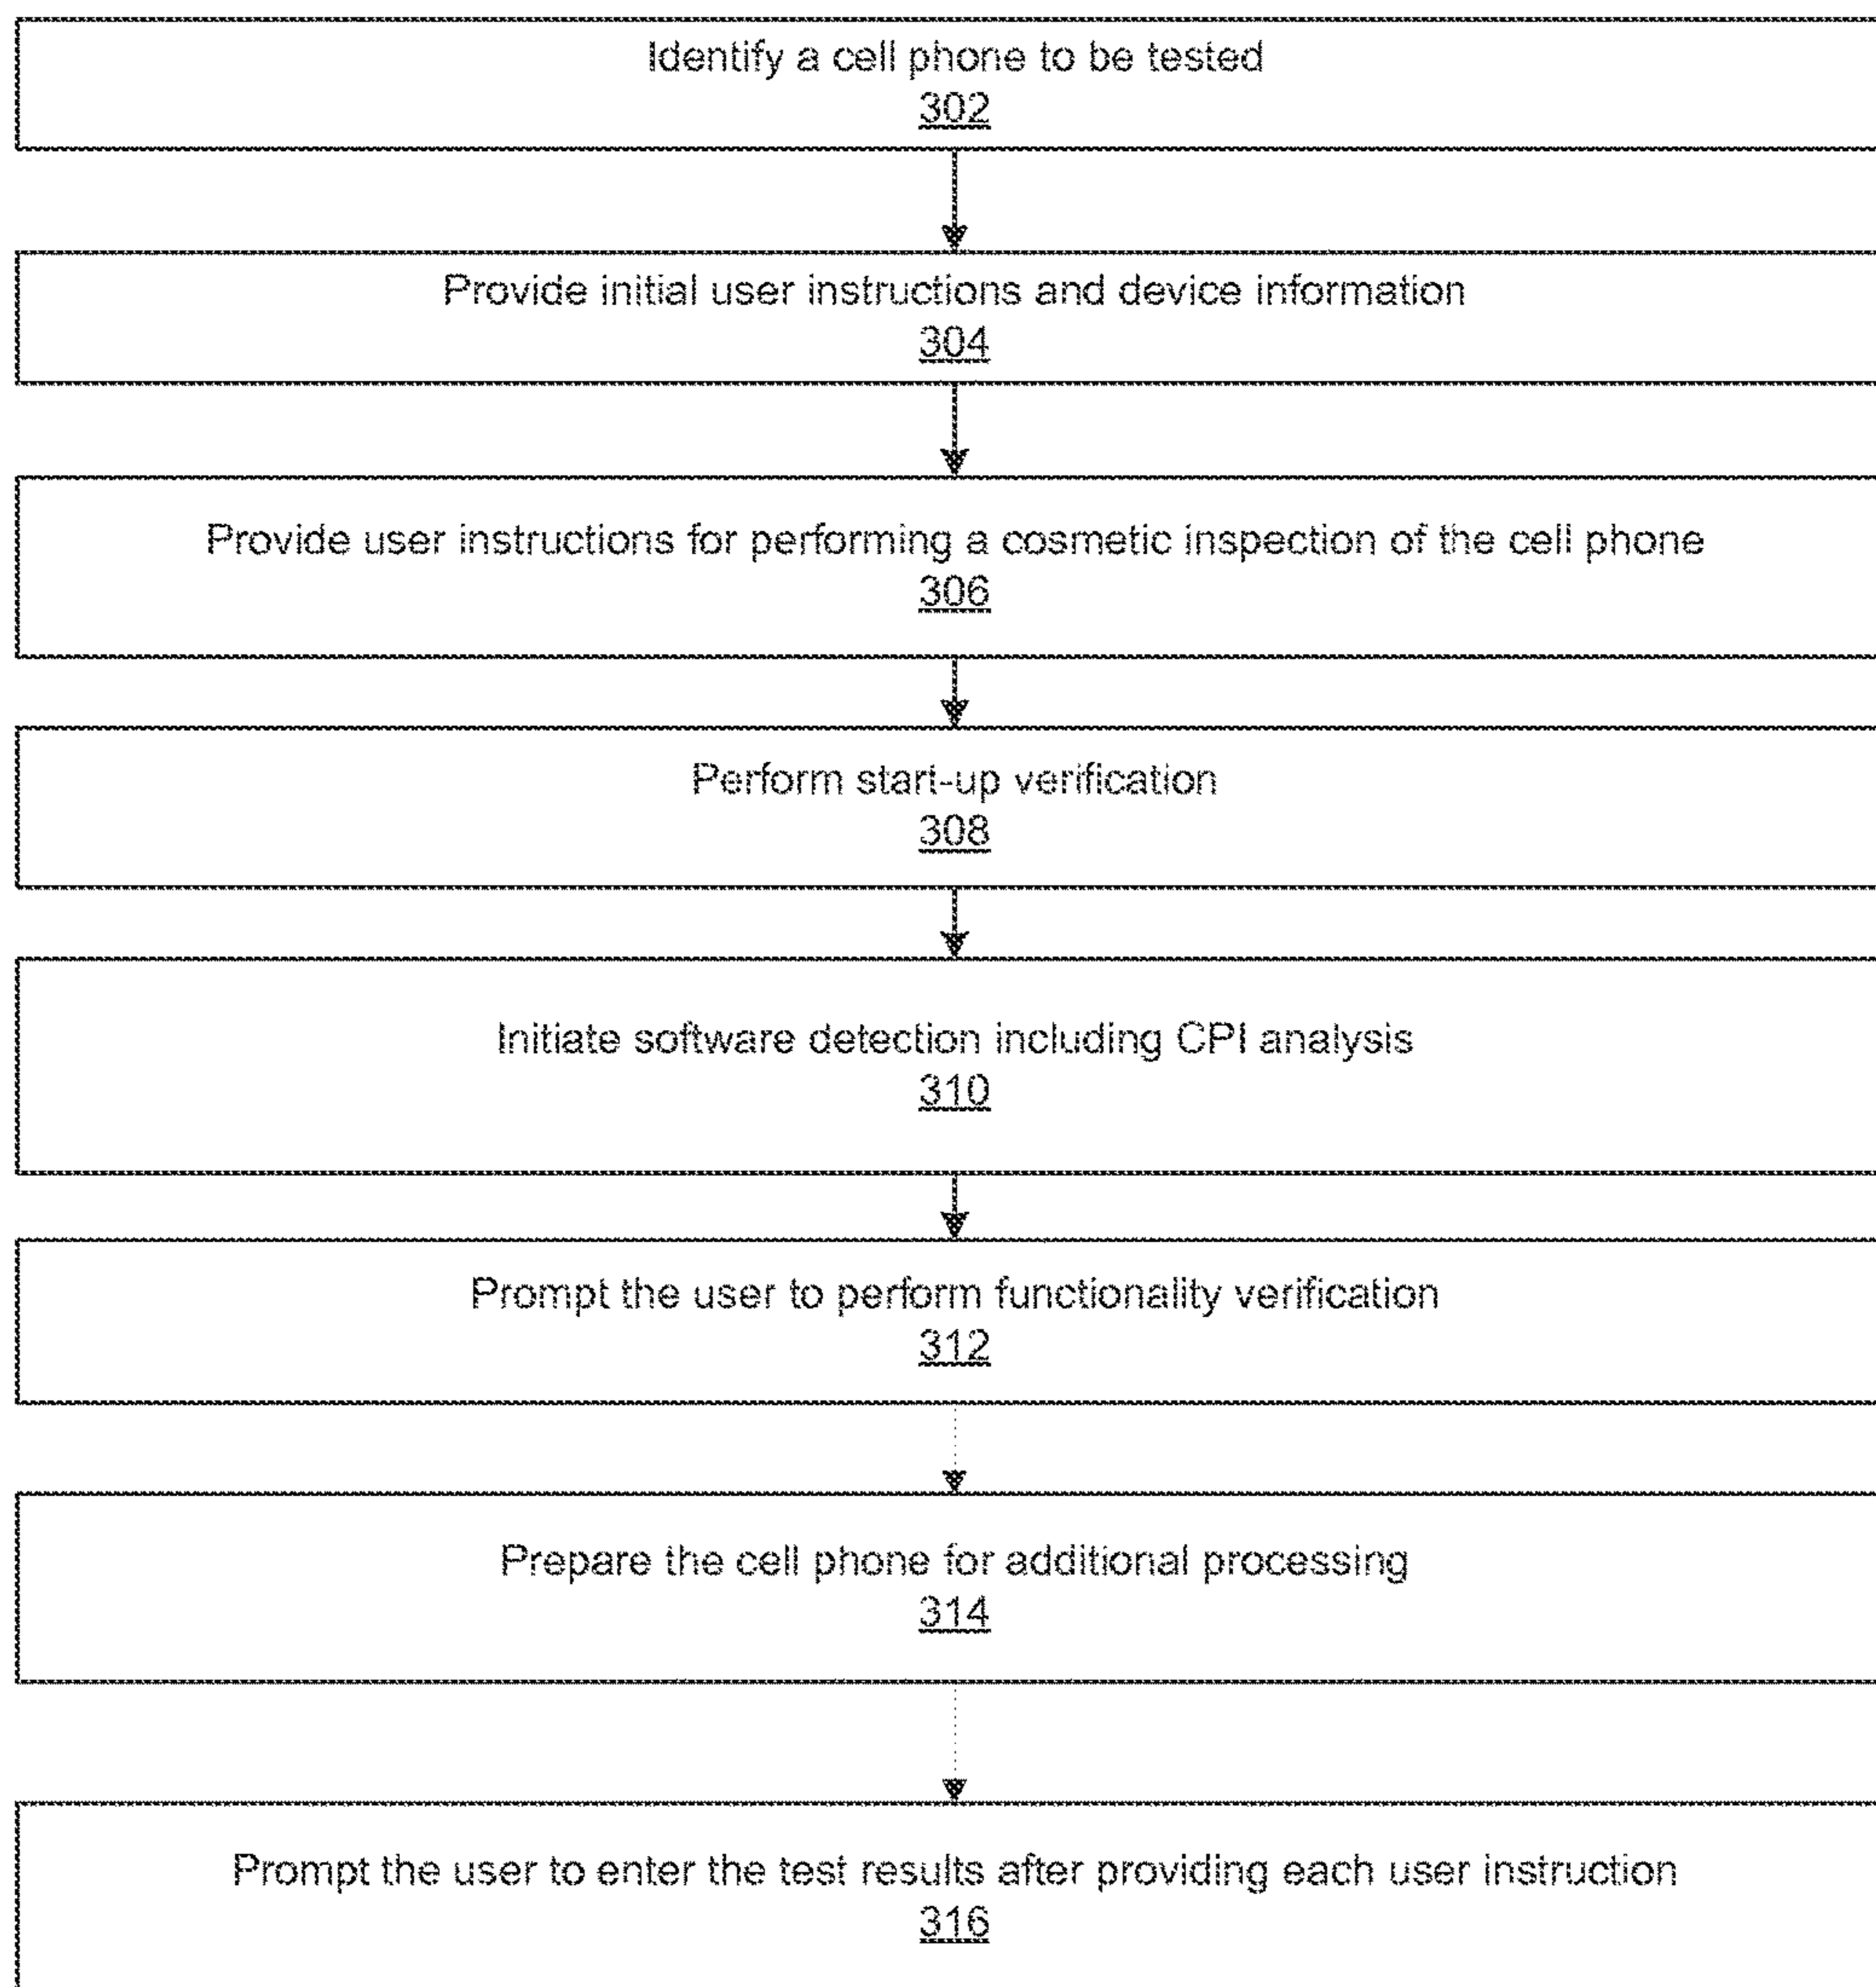 Identify a cell phone to be tested
302
Provide initial user instructions and device information
304
Provide user instructions for performing a cosmetic inspection of the cell phone
306
Perform start-up verification
308
Initiate software detection including CPI analysis
310
Prompt the user to perform functionality verification
312
Prepare the cell phone for additional processing
314
Prompt the user to enter the test results after providing each user instruction
316